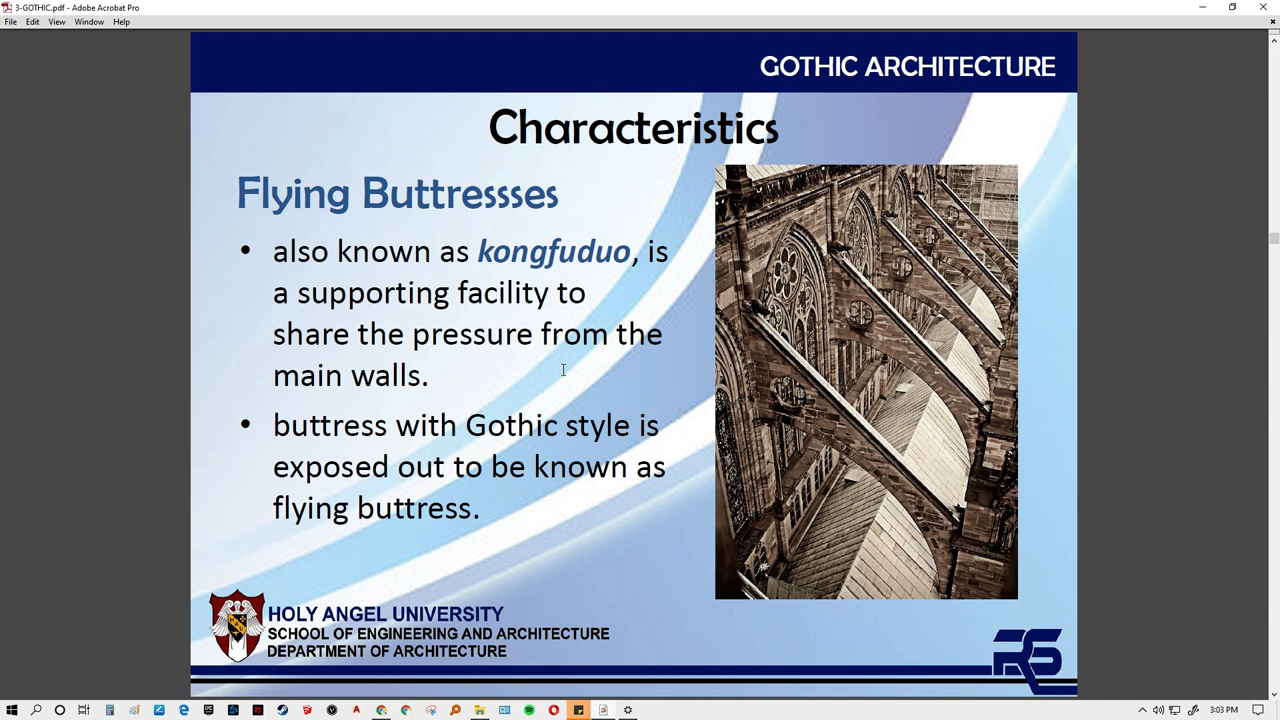 3-GOTHIC.pdf - Adobe Acrobat Pro
File Edit View Window Help
GOTHIC ARCHITECTURE
Characteristics
Flying Buttressses
• also known as kongfuduo, is
a supporting facility to
share the pressure from the
main walls.
• buttress with Gothic style is
exposed out to be known as
flying buttress.
HOLY ANGEL UNIVERSITY
SCHOOL OF ENGINEERING AND ARCHITECTURE
DEPARTMENT OF ARCHITECTURE
RS
3:03 PM